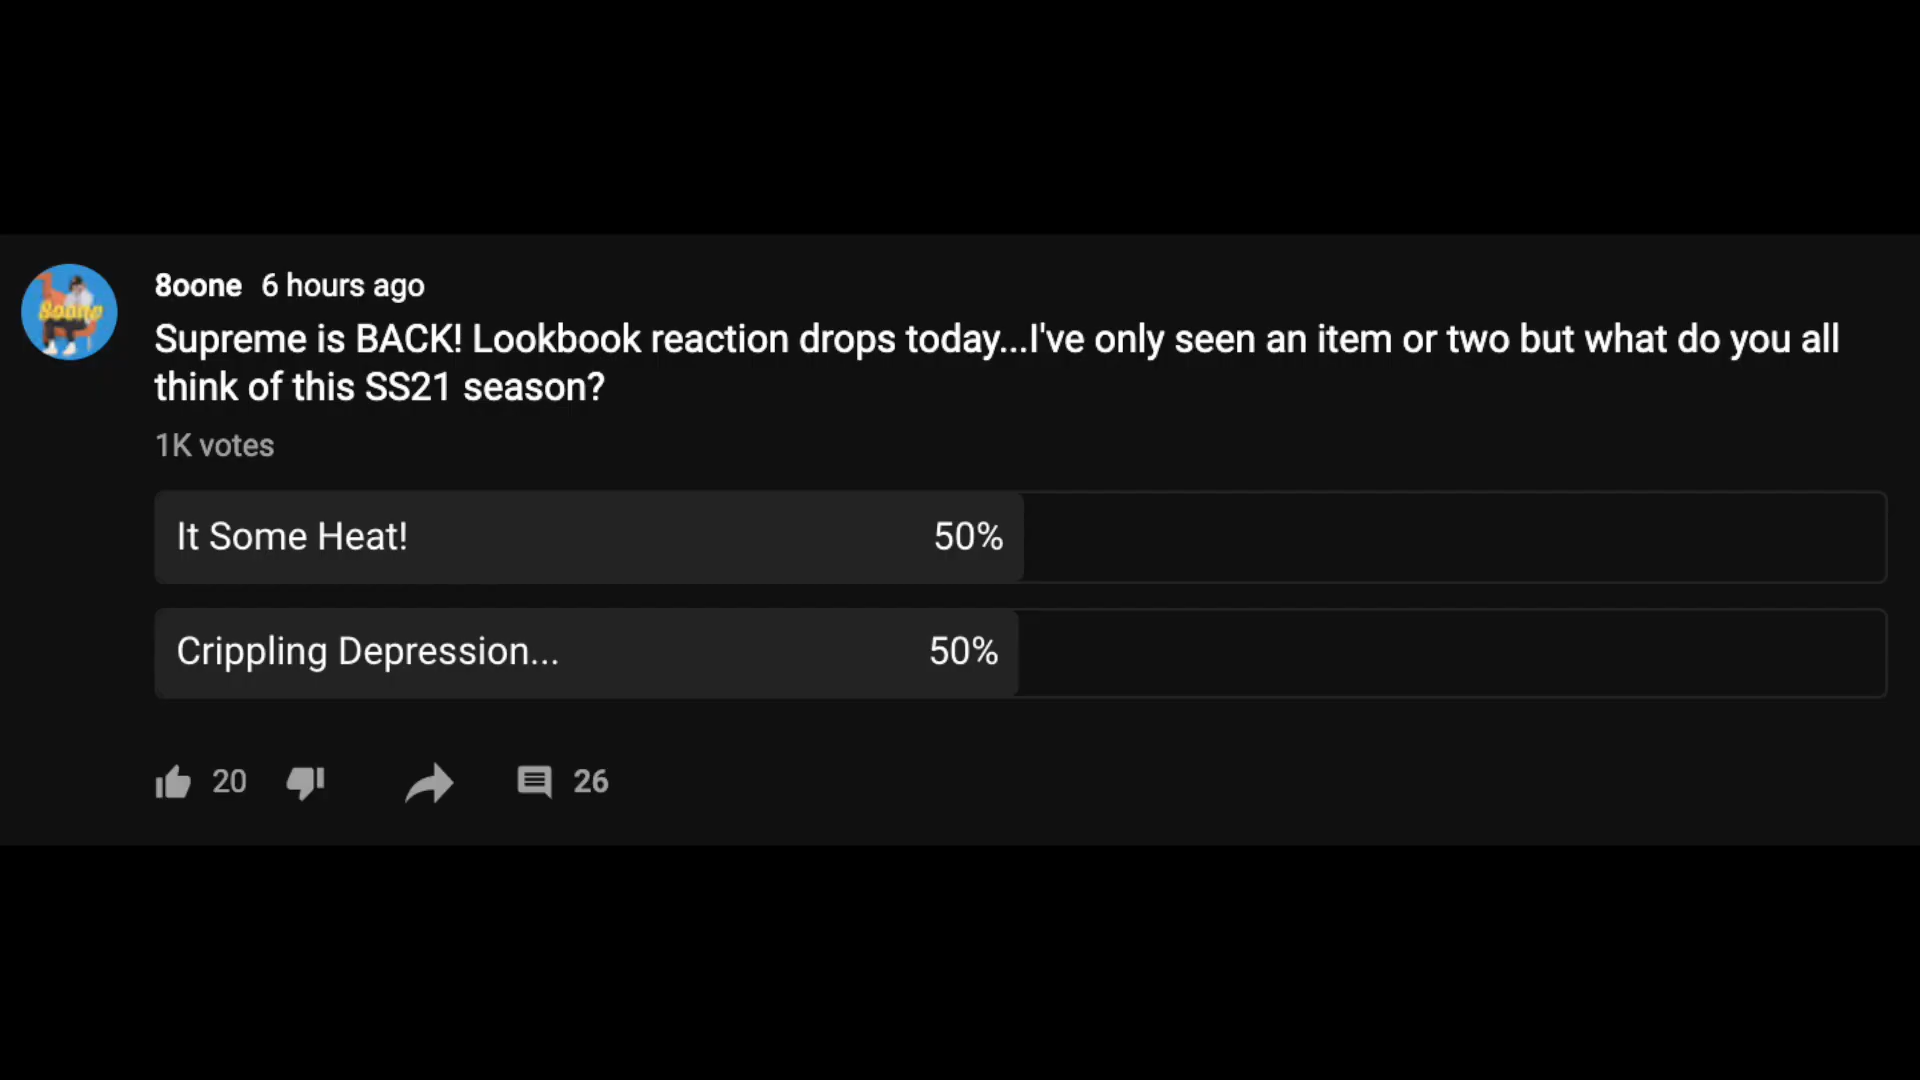 8oone 6 hours ago
Supreme is BACK! Lookbook reaction drops today...I've only seen an item or two but what do you all
think of this SS21 season?
1K votes
It Some Heat! 50%
Crippling Depression... 50%
20 26
8oone